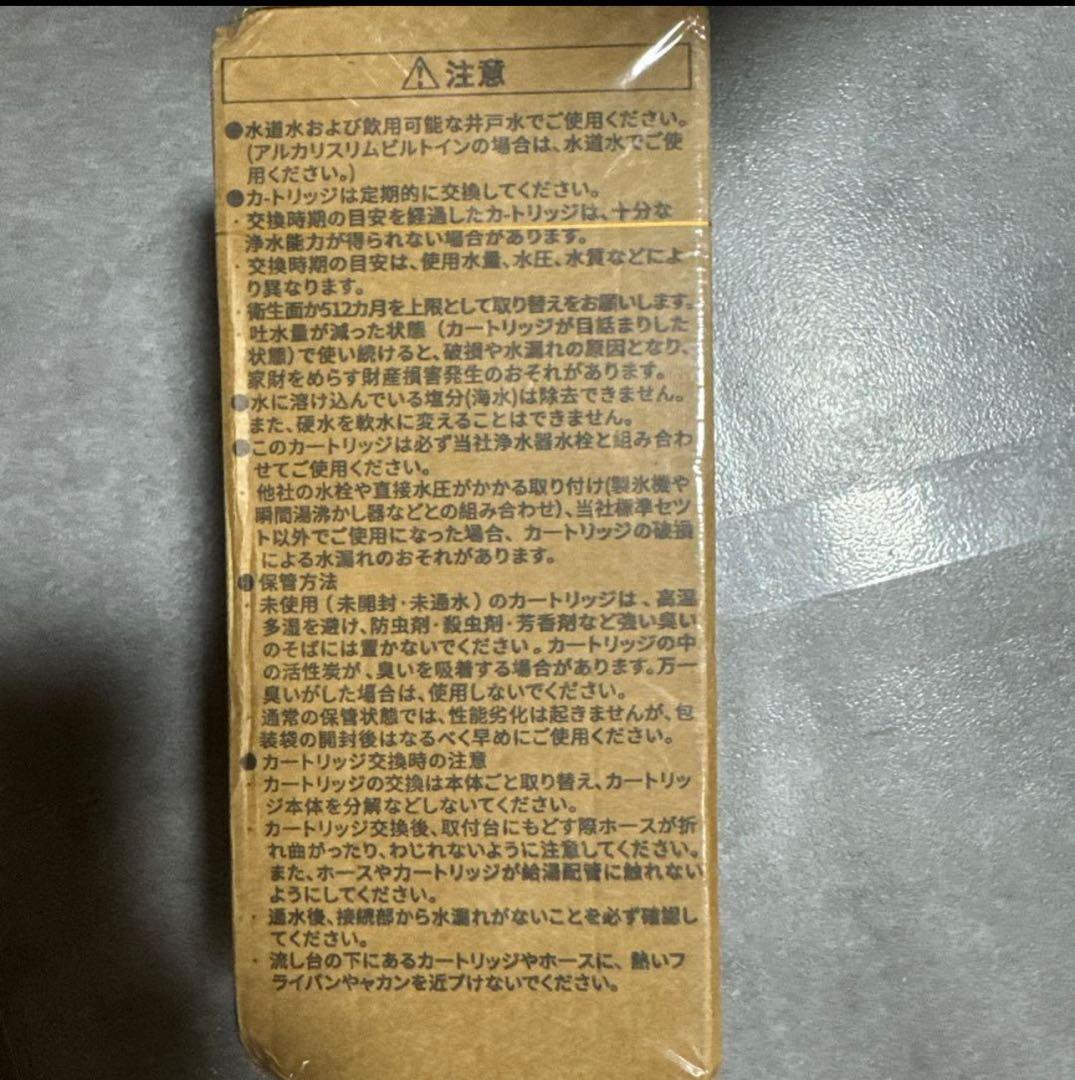 ⚠注意
●水道水および飲用可能な井戸水でご使用ください。
(アルカリスリムビルトインの場合は、水道水でご使
用ください。)
●カ-トリッジは定期的に交換してください。
・交換時期の目安を経過したカ-トリッジは、十分な
浄水能力が得られない場合があります。
・交換時期の目安は、使用水量、水圧、水質などによ
り異なります。
・衛生面か512カ月を上限として取り替えをお願いします。
・吐水量が減った状態(カートリッジが目話まりした
状態)で使い続けると、破損や水漏れの原因となり、
家財をめらす財産損害発生のおそれがあります。
●水に溶け込んでいる塩分(海水)は除去できません。
また、硬水を軟水に変えることはできません。
●このカートリッジは必ず当社浄水器水栓と組み合わ
せてご使用ください。
他社の水栓や直接水圧がかかる取り付け(製氷機や
瞬間湯沸かし器などとの組み合わせ)、当社標準セツ
ト以外でご使用になった場合、カートリッジの破損
による水漏れのおそれがあります。
●保管方法
・未使用(未開封·未通水)のカートリッジは、高温
多湿を避け、防虫剤·殺虫剤·芳香剤など強い臭い
のそばには置かないでください。カートリッジの中
の活性炭が、臭いを吸着する場合があります。万一
臭いがした場合は、使用しないでください。
・通常の保管状態では、性能劣化は起きませんが、包
装袋の開封後はなるべく早めにご使用ください。
●カートリッジ交換時の注意
・カートリッジの交換は本体ごと取り替え、カートリッ
ジ本体を分解などしないてください。
・カートリッジ交換後、取付台にもどす際ホースが折
れ曲がったり、わじれないように注意してください。
また、ホースやカートリッジが給湯配管に触れない
ようにしてください。
・通水後、接続部から水漏れがないことを必ず確認し
てください。
・流し台の下にあるカートリッジやホースに、熱いフ
ライバンやャカンを近プけないでください。